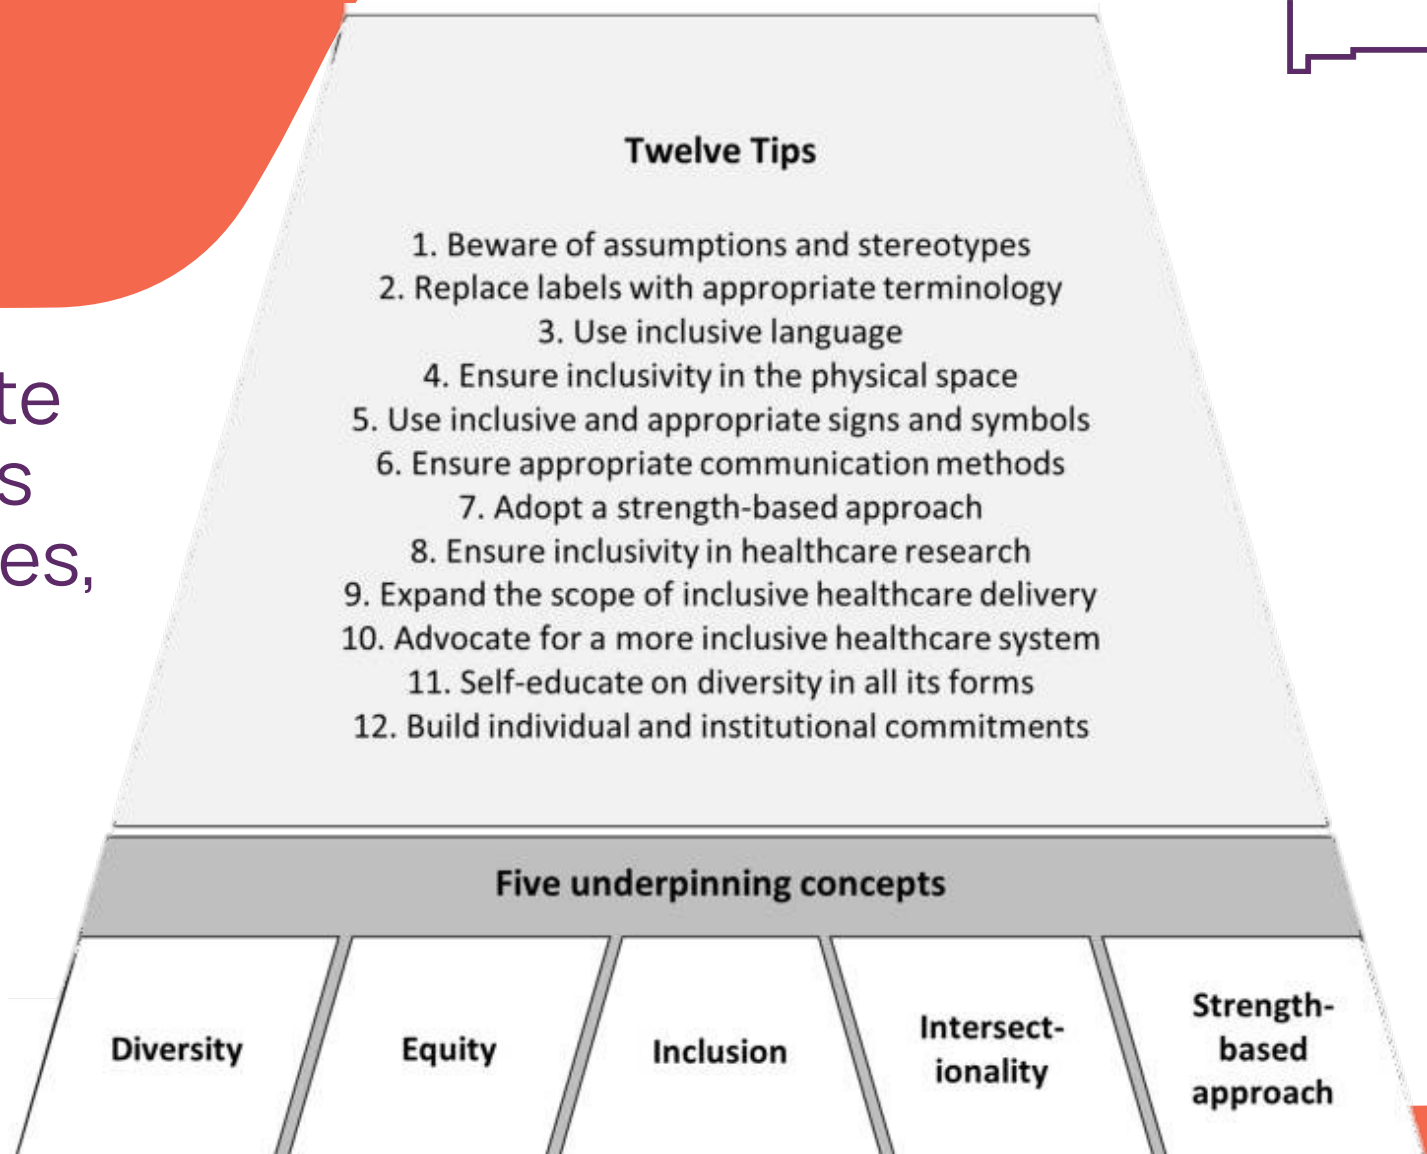 Twelve Tips
1. Beware of assumptions and stereotypes
2. Replace labels with appropriate terminology
3. Use inclusive language
4. Ensure inclusivity in the physical space
5. Use inclusive and appropriate signs and symbols
6. Ensure appropriate communication methods
7. Adopt a strength-based approach
8. Ensure inclusivity in healthcare research
9. Expand the scope of inclusive healthcare delivery
10. Advocate for a more inclusive healthcare system
11. Self-educate on diversity in all its forms
12. Build individual and institutional commitments
te
s
es,
Five underpinning concepts
Diversity
Equity
Inclusion
Intersect-
ionality
Strength-
based
approach